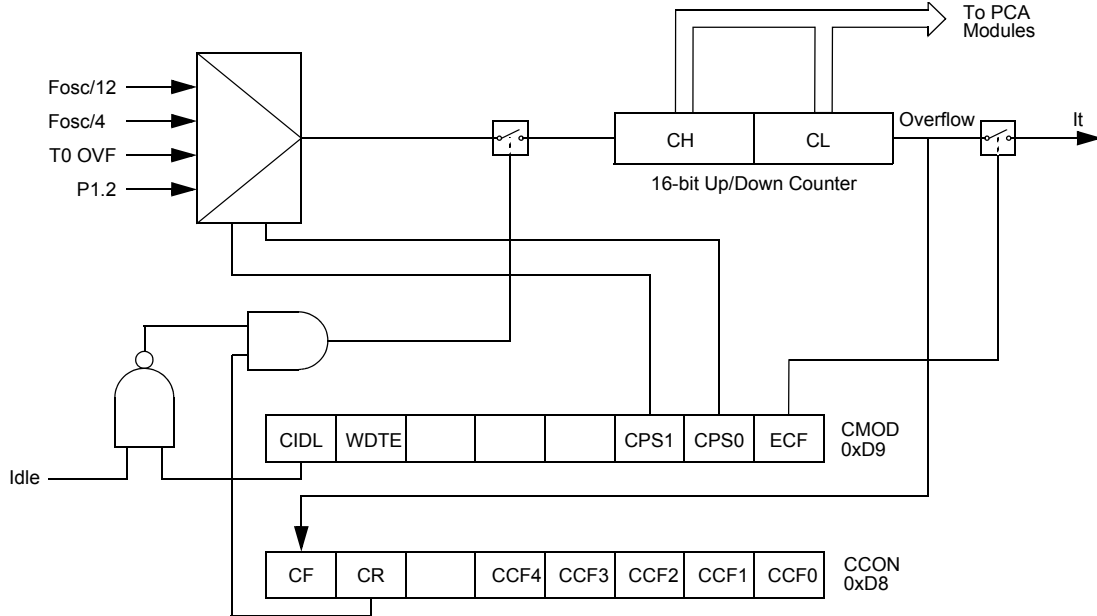 To PCA
Modules
Fosc/12
Fosc/4
T0 OVF
P1.2
CH
CL
Overflow
It
16-bit Up/Down Counter
CIDL WDTE CPS1 CPS0 ECF
CMOD
0xD9
Idle
CF CR CCF4 CCF3 CCF2 CCF1 CCF0
CCON
0xD8